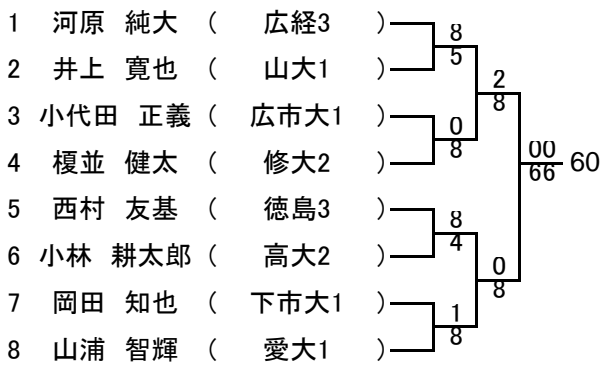 1 河原 純大 ( 広経3 )
8
5
2 井上 寛也 ( 山大1 )
2
8
3 小代田 正義 ( 広市大1 )
0
8
4 榎並 健太 ( 修大2 )
00
66
60
5 西村 友基 ( 徳島3 )
8
4
6 小林 耕太郎 ( 高大2 )
0
8
7 岡田 知也 ( 下市大1 )
1
8
8 山浦 智輝 ( 愛大1 )